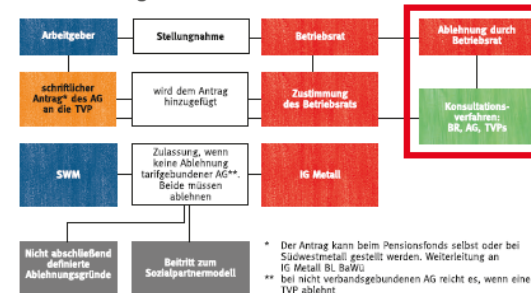 Arbeitgeber
Stellungnahme
Betriebsrat
Ablehnung durch
Betriebsrat
schriftlicher
Antrag* des AG
an die TVP
wird dem Antrag
hinzugefügt
Zustimmung
des Betriebsrats
Konsultations-
verfahren:
BR, AG, TVPs
SWM
Zulassung, wenn
keine Ablehnung
tarifgebundener AG**.
Beide müssen
ablehnen
IG Metall
Nicht abschließend
definierte
Ablehnungsgründe
Beitritt zum
Sozialpartnermodell
* Der Antrag kann beim Pensionsfonds selbst oder bei
Südwestmetall gestellt werden. Weiterleitung an
IG Metall BL BaWü
** bei nicht verbandsgebundenen AG reicht es, wenn eine
TVP ablehnt